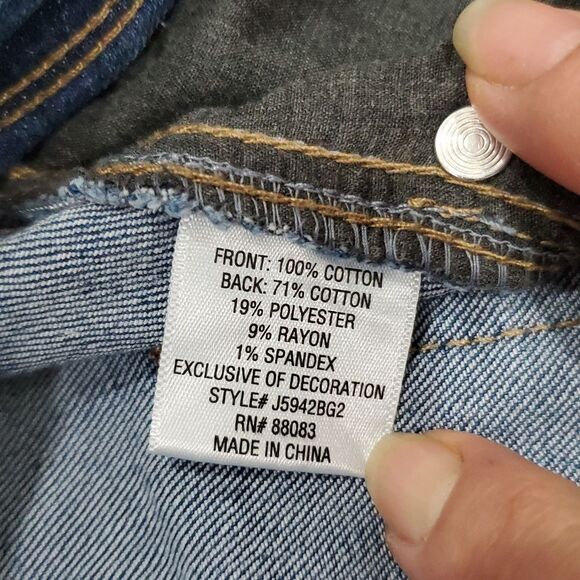 FRONT: 100% COTTON
BACK: 71% COTTON
19% POLYESTER
9% RAYON
1% SPANDEX
EXCLUSIVE OF DECORATION
STYLE# J5942BG2
RN# 88083
MADE IN CHINA